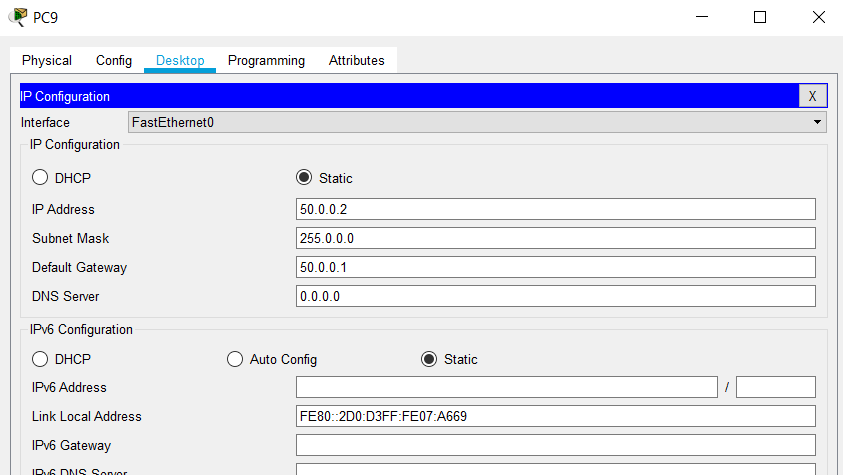 PC9
Physical Config Desktop Programming Attributes
IP Configuration X
Interface FastEthernet0
IP Configuration
DHCP Static
IP Address 50.0.0.2
Subnet Mask 255.0.0.0
Default Gateway 50.0.0.1
DNS Server 0.0.0.0
IPv6 Configuration
DHCP Auto Config Static
IPv6 Address /
Link Local Address FE80::2D0:D3FF:FE07:A669
IPv6 Gateway
IPv6 DNS Server